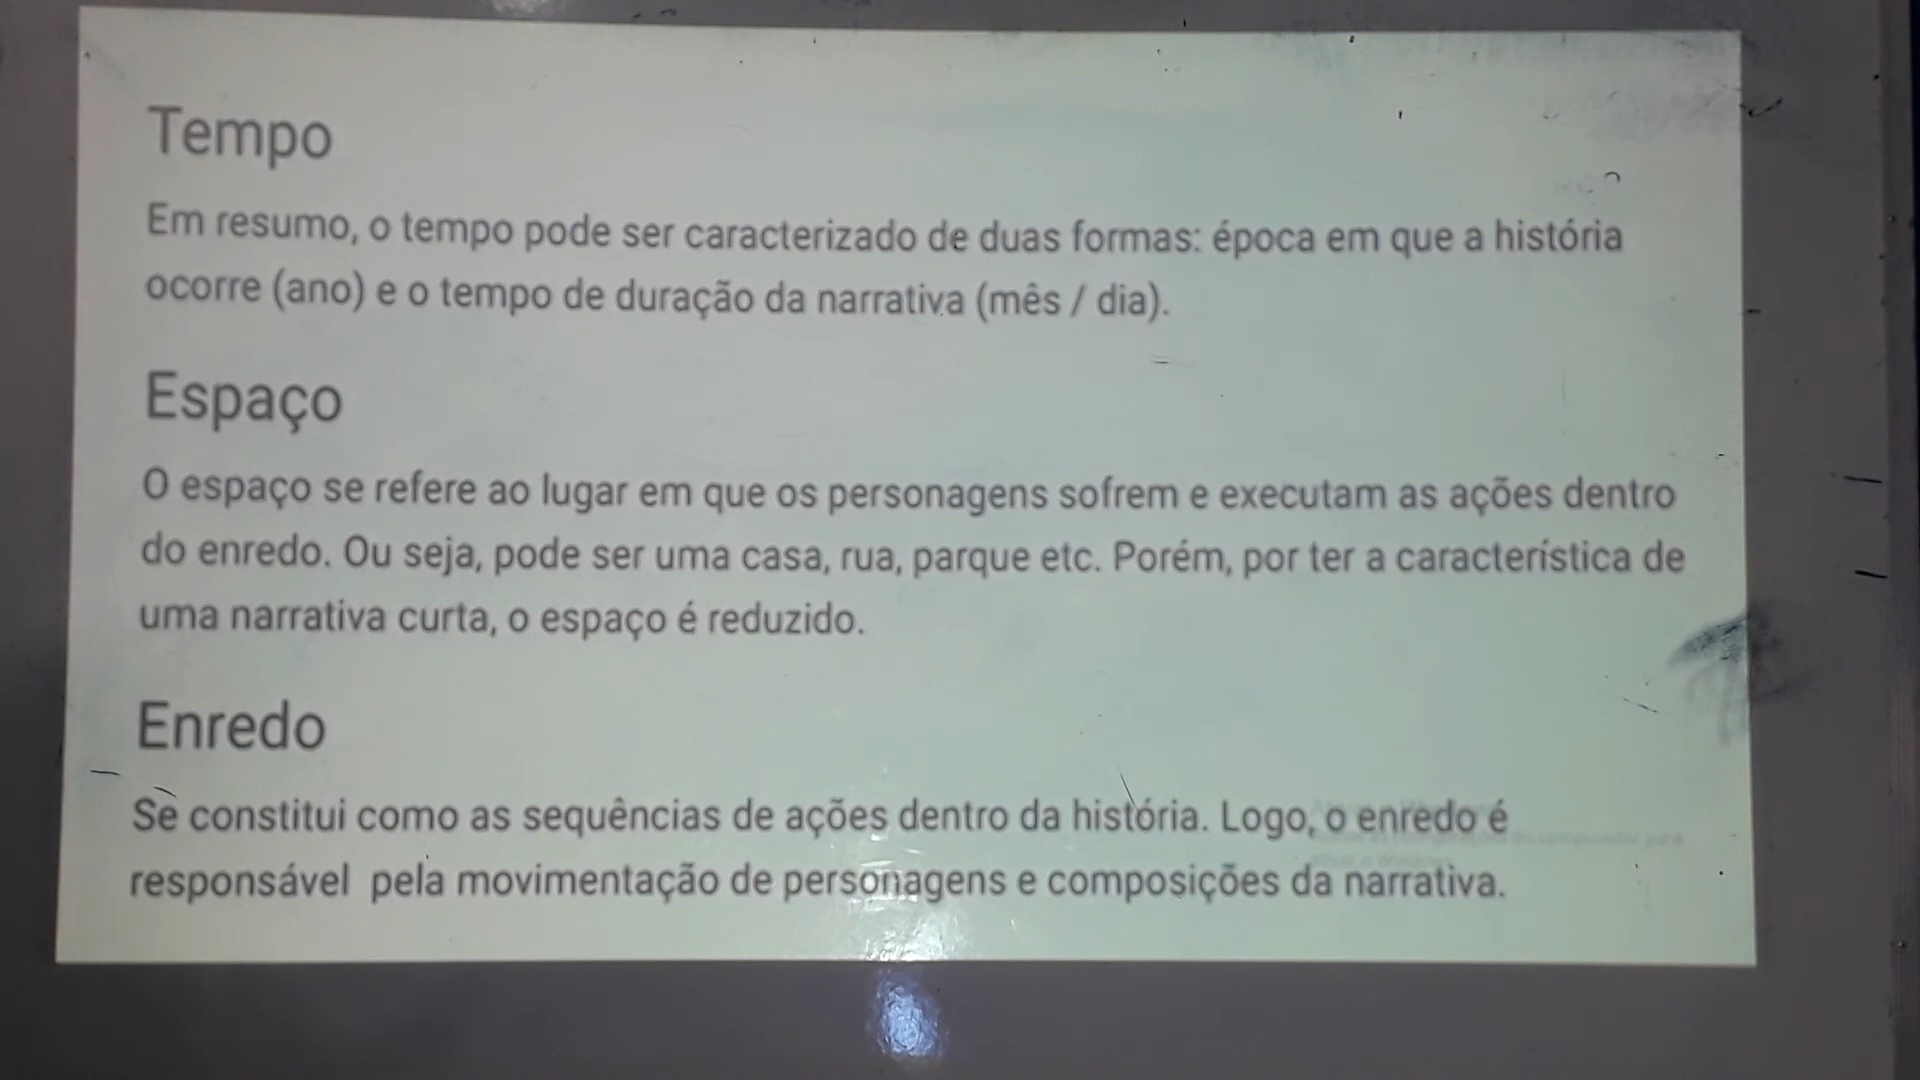 Tempo
Em resumo, o tempo pode ser caracterizado de duas formas: época em que a história
ocorre (ano) e o tempo de duração da narrativa (mês / dia).
Espaço
O espaço se refere ao lugar em que os personagens sofrem e executam as ações dentro
do enredo. Ou seja, pode ser uma casa, rua, parque etc. Porém, por ter a característica de
uma narrativa curta, o espaço é reduzido.
Enredo
Se constitui como as sequências de ações dentro da história. Logo, o enredo é
responsável pela movimentação de personagens e composições da narrativa.